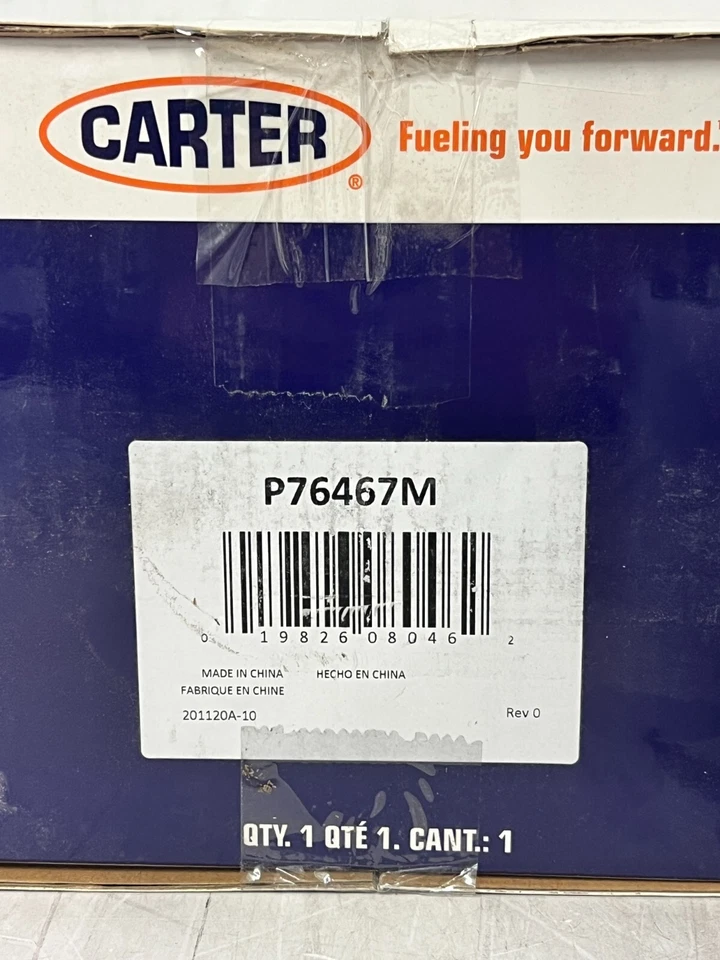 CARTER
®
Fueling you forward.
P76467M
0 19826 08046 2
MADE IN CHINA HECHO EN CHINA
FABRIQUE EN CHINE
201120A-10 Rev 0
QTY. 1 QTÉ 1. CANT.: 1